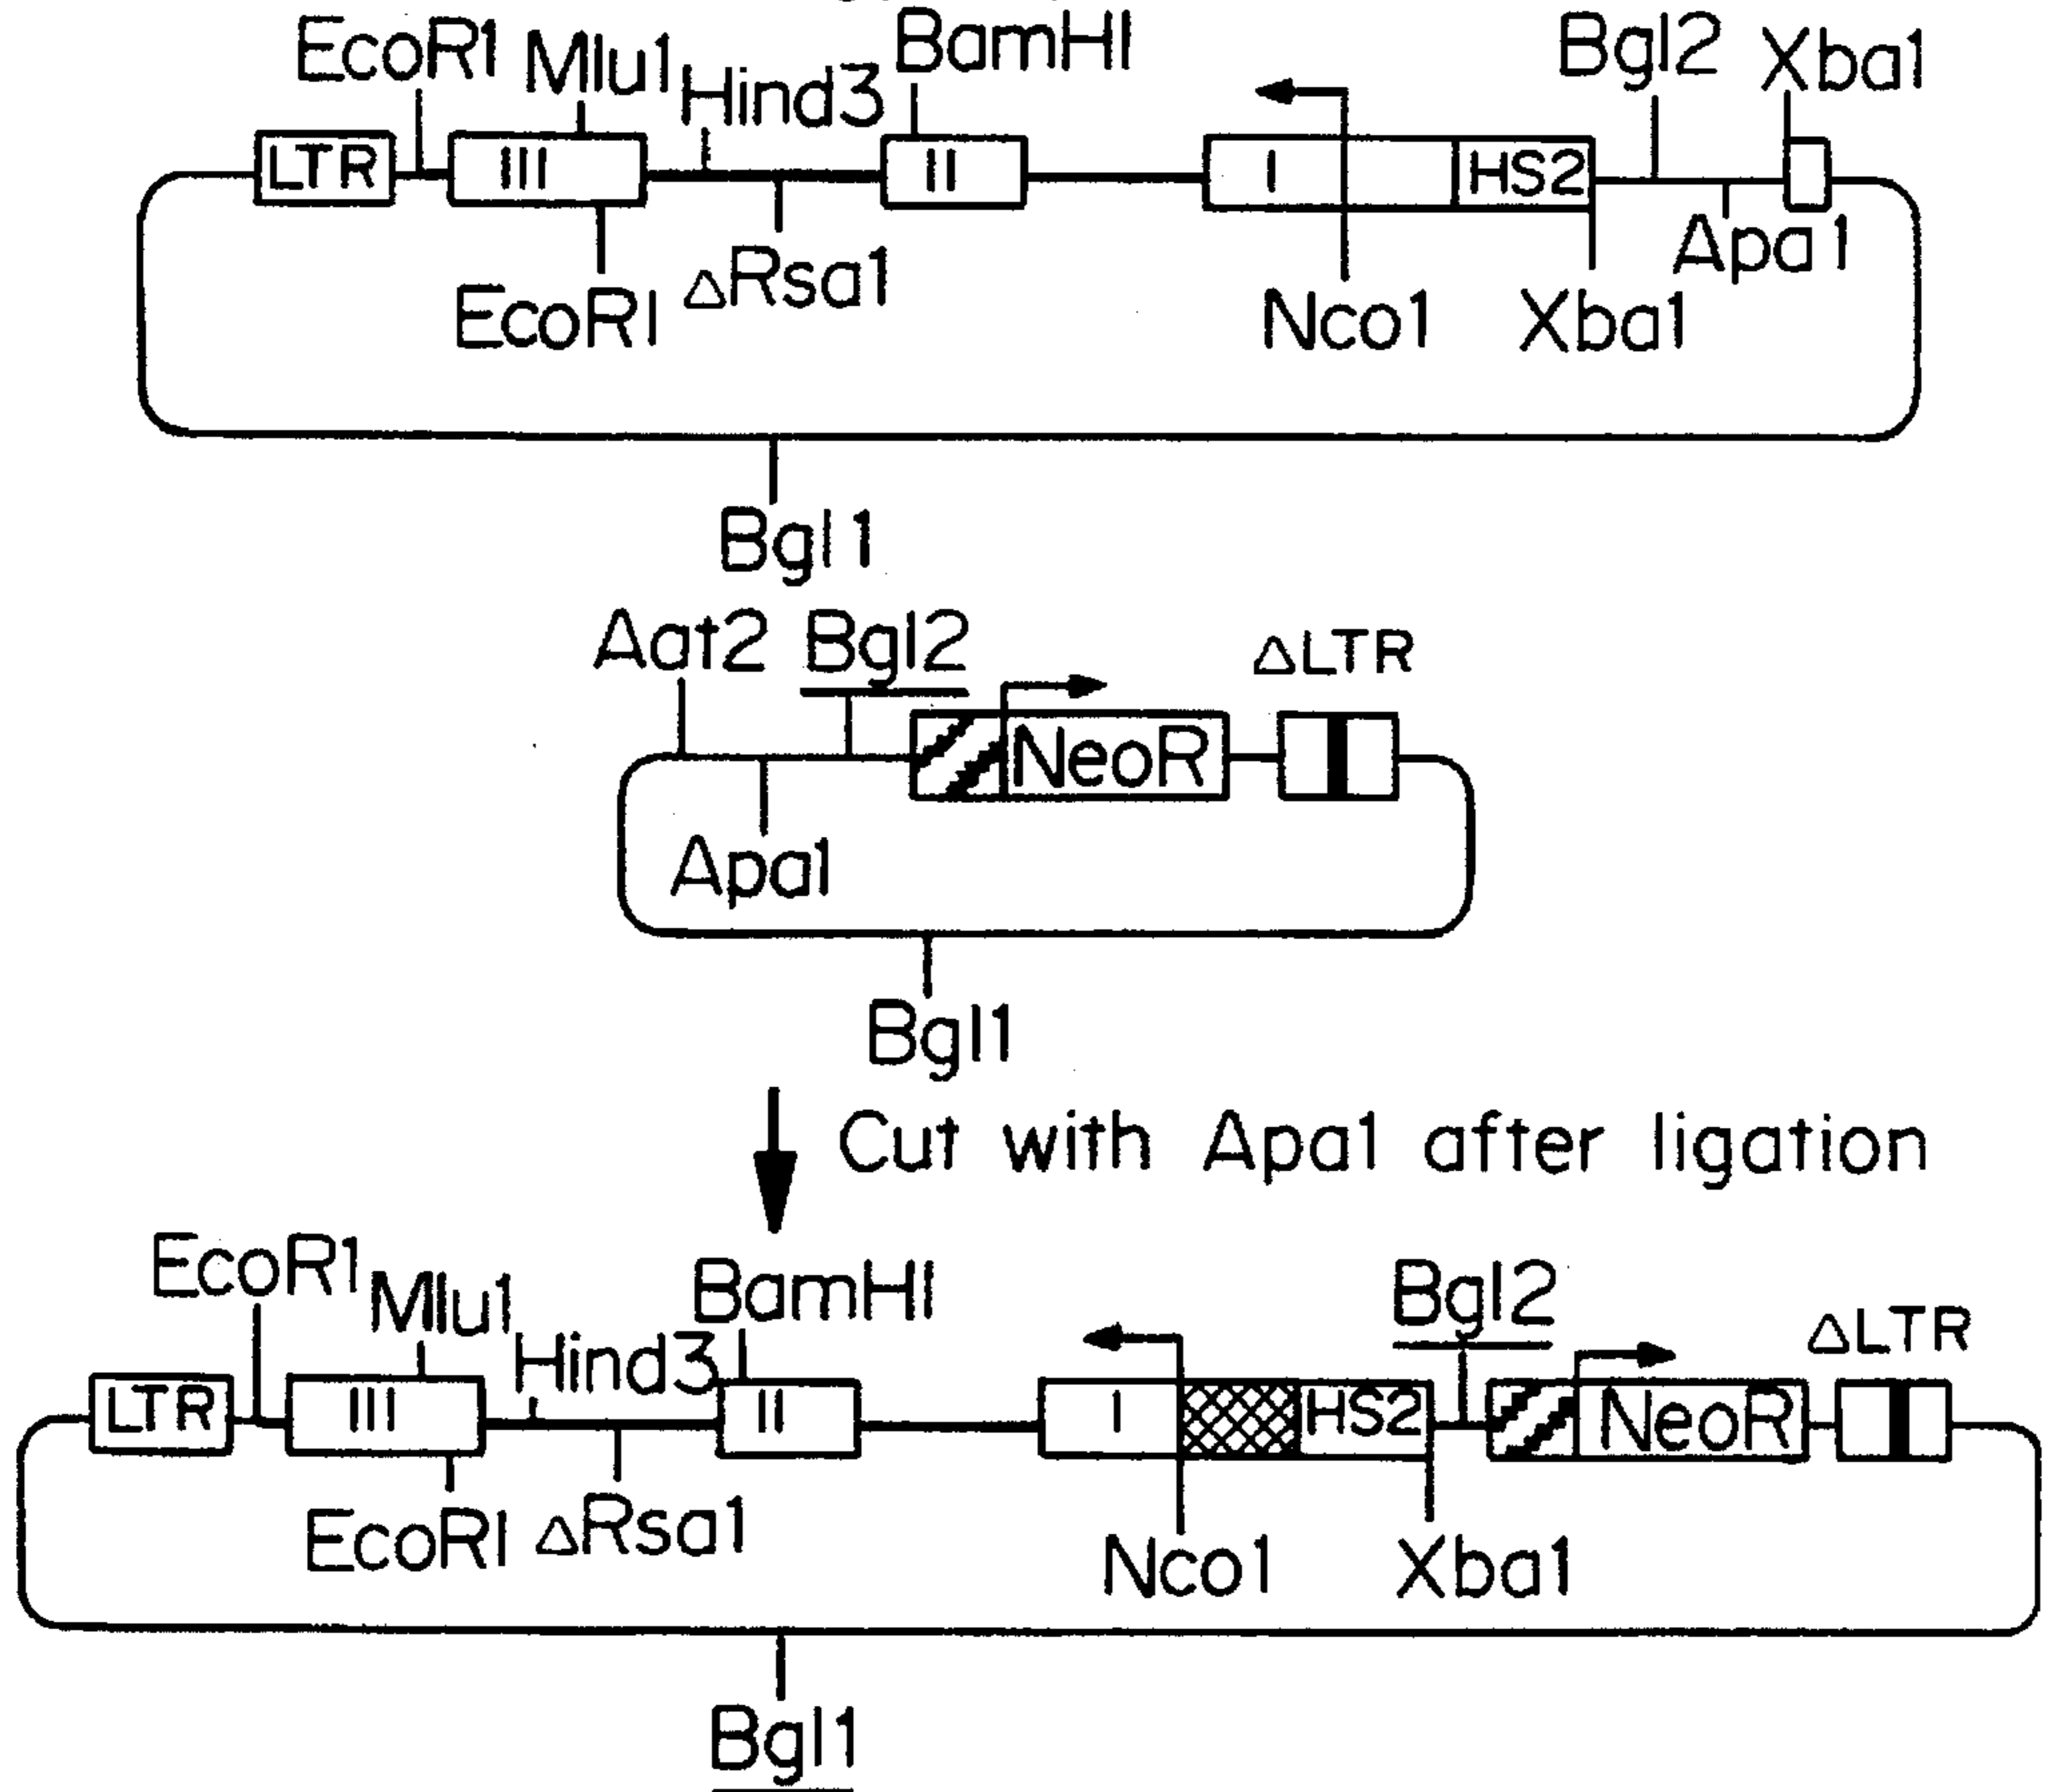 EcoR1 Mlu1 Hind3 BamHI Bgl2 Xba1
LTR III II I HS2
EcoRI ΔRsa1 Nco1 Xba1 Apa1
Bgl1
Aat2 Bgl2 ΔLTR
NeoR
Apa1
Bgl1
Cut with Apa1 after ligation
EcoR1 Mlu1 Hind3 BamHI Bgl2 ΔLTR
LTR III II I HS2 NeoR
EcoRI ΔRsa1 Nco1 Xba1
Bgl1